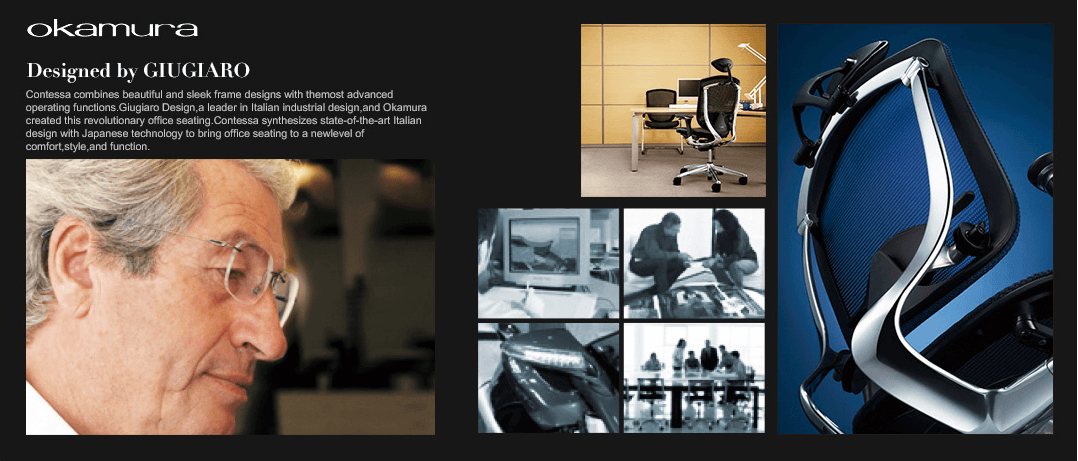 okamura
Designed by GIUGIARO
Contessa combines beautiful and sleek frame designs with themost advanced
operating functions.Giugiaro Design,a leader in Italian industrial design,and Okamura
created this revolutionary office seating.Contessa synthesizes state-of-the-art Italian
design with Japanese technology to bring office seating to a newlevel of
comfort,style,and function.